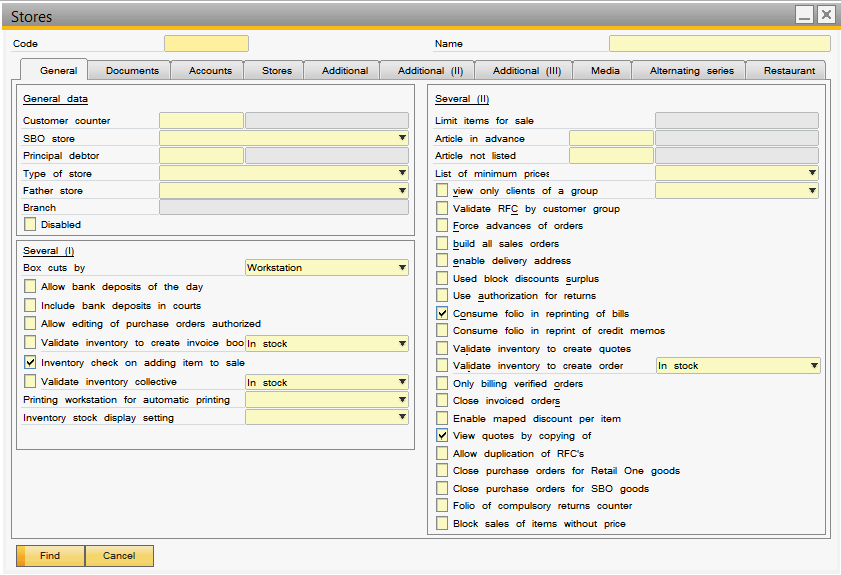 Stores
Code
Name
General Documents Accounts Stores Additional Additional (II) Additional (III) Media Alternating series Restaurant
General data
Customer counter
SBO store
Principal debtor
Type of store
Father store
Branch
Disabled
Several (I)
Box cuts by Workstation
Allow bank deposits of the day
Include bank deposits in courts
Allow editing of purchase orders authorized
Validate inventory to create invoice boo In stock
Inventory check on adding item to sale
Validate inventory collective In stock
Printing workstation for automatic printing
Inventory stock display setting
Several (II)
Limit items for sale
Article in advance
Article not listed
List of minimum prices
view only clients of a group
Validate RFC by customer group
Force advances of orders
build all sales orders
enable delivery address
Used block discounts surplus
Use authorization for returns
Consume folio in reprinting of bills
Consume folio in reprint of credit memos
Validate inventory to create quotes
Validate inventory to create order In stock
Only billing verified orders
Close invoiced orders
Enable maped discount per item
View quotes by copying of
Allow duplication of RFC's
Close purchase orders for Retail One goods
Close purchase orders for SBO goods
Folio of compulsory returns counter
Block sales of items without price
Find Cancel